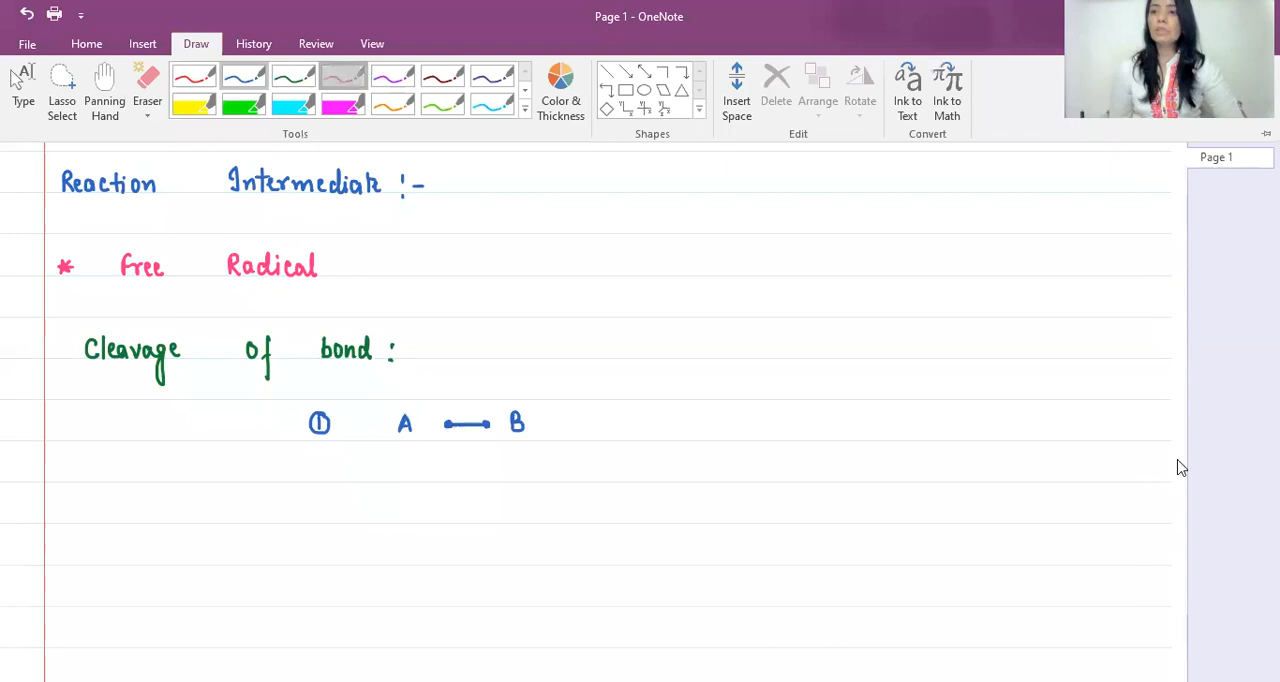 Page 1 - OneNote
File Home Insert Draw History Review View
Type Lasso Select Panning Hand Eraser Color & Thickness Insert Space Delete Arrange Rotate Ink to Text Ink to Math
Tools Shapes Edit Convert
Page 1
Reaction Intermediate :-
* Free Radical
Cleavage of bond :
① A B